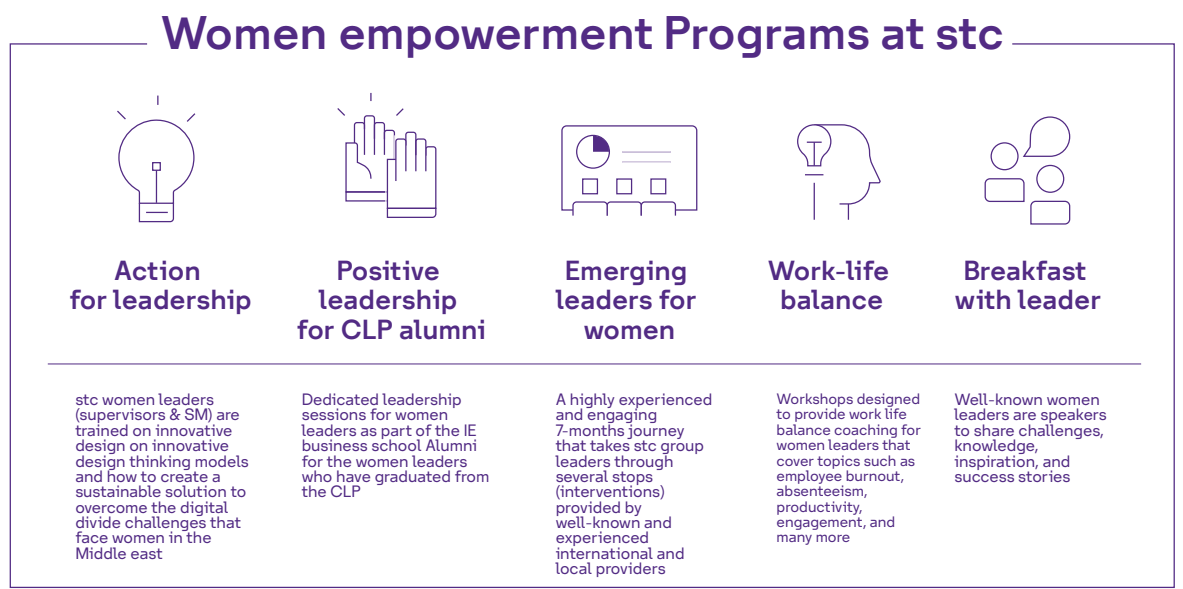 Women empowerment Programs at stc
Action
for leadership
stc women leaders
(supervisors & SM) are
trained on innovative
design on innovative
design thinking models
and how to create a
sustainable solution to
overcome the digital
divide challenges that
face women in the
Middle east
Positive
leadership
for CLP alumni
Dedicated leadership
sessions for women
leaders as part of the IE
business school Alumni
for the women leaders
who have graduated from
the CLP
Emerging
leaders for
women
A highly experienced
and engaging
7-months journey
that takes stc group
leaders through
several stops
(interventions)
provided by
well-known and
experienced
international and
local providers
Work-life
balance
Workshops designed
to provide work life
balance coaching for
women leaders that
cover topics such as
employee burnout,
absenteeism,
productivity,
engagement, and
many more
Breakfast
with leader
Well-known women
leaders are speakers
to share challenges,
knowledge,
inspiration, and
success stories